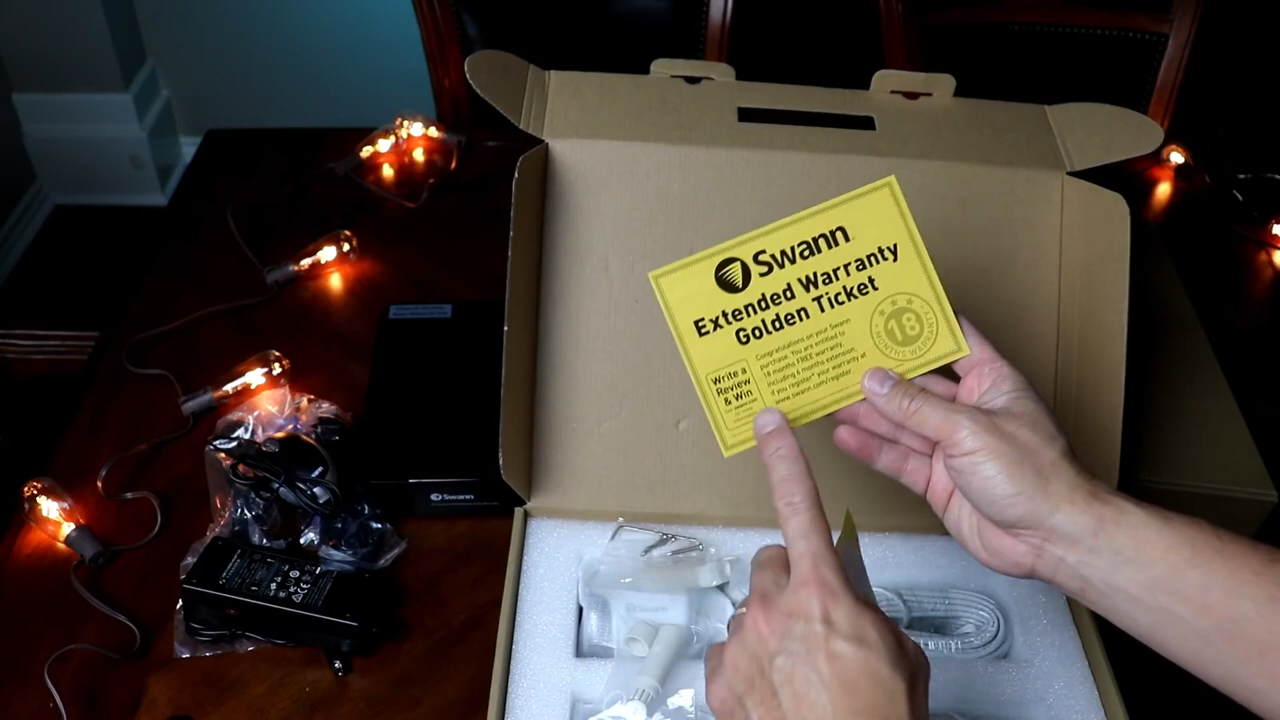 Swann
Extended Warranty
Golden Ticket
Congratulations on your Swann
purchase. You are entitled to
18 months FREE warranty,
including 6 months extension,
if you register* your warranty at
www.swann.com/register
Write a
Review
& Win
18
MONTHS WARRANTY
Swann
Swann